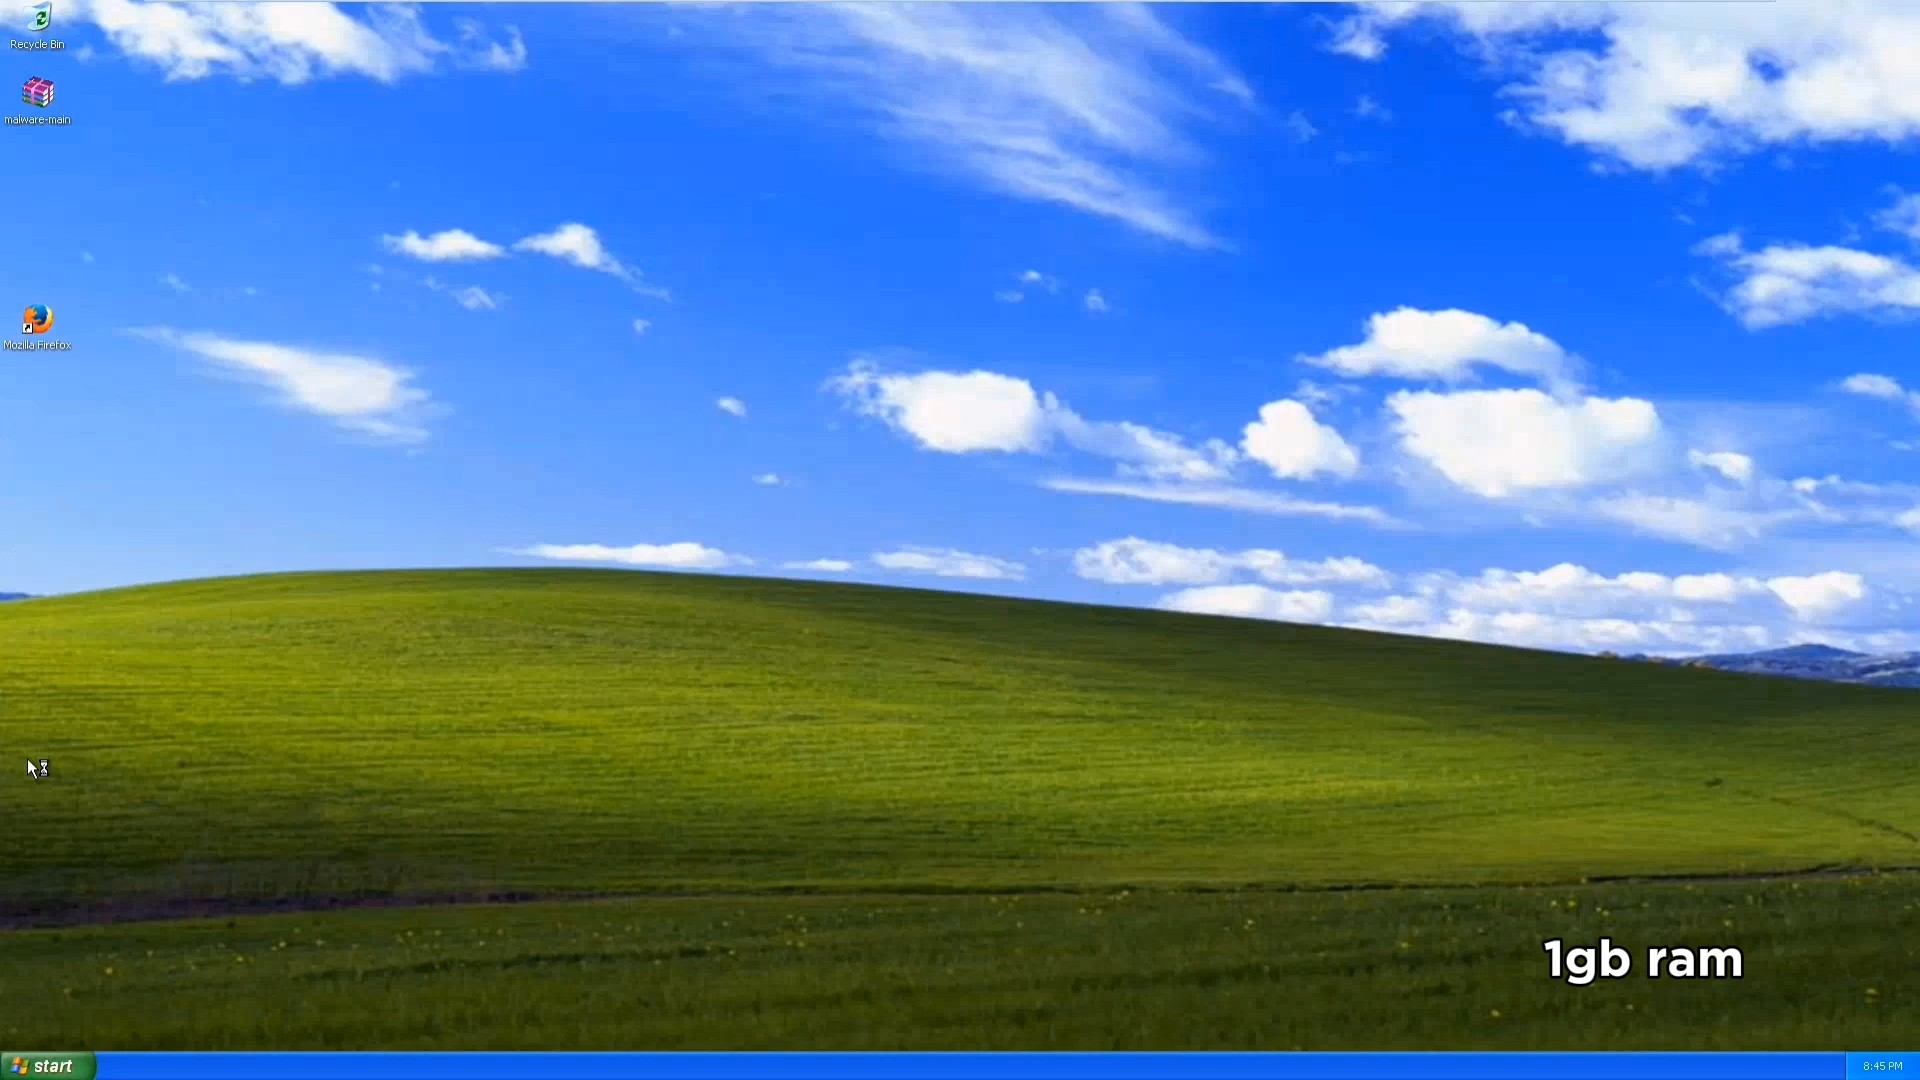 Recycle Bin
malware-main
Mozilla Firefox
1gb ram
start
8:45 PM